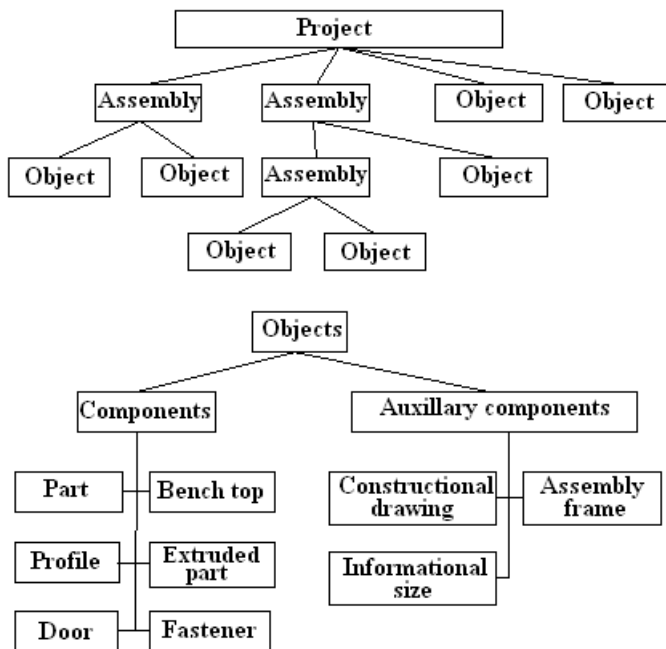 Project
Assembly
Assembly
Object
Object
Object
Object
Assembly
Object
Object
Object
Objects
Components
Auxillary components
Part
Bench top
Constructional
drawing
Assembly
frame
Profile
Extruded
part
Informational
size
Door
Fastener